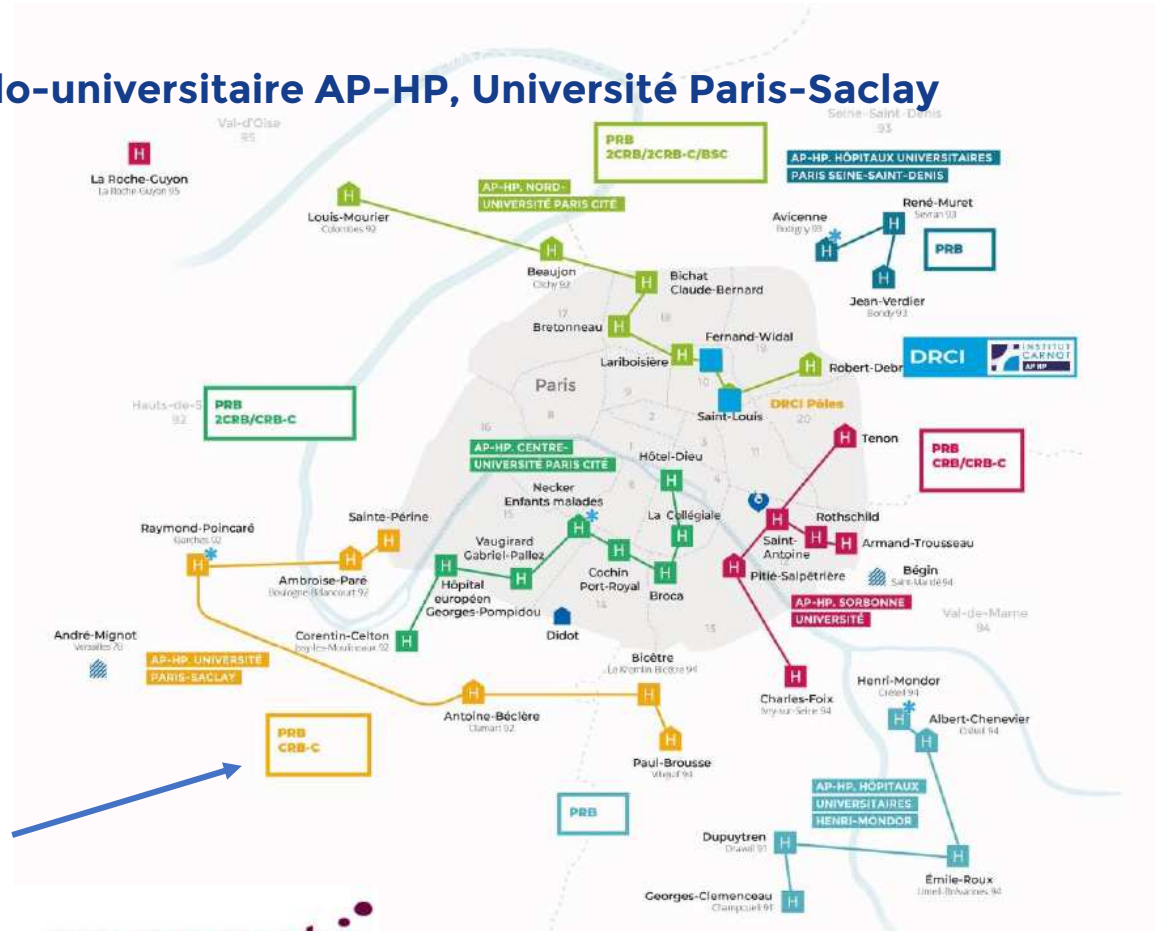 lo-universitaire AP-HP, Université Paris-Saclay
Val-d'Oise
95
Seine-Saint-Denis
93
PRB
2CRB/2CRB-C/BSC
AP-HP. HÔPITAUX UNIVERSITAIRES
PARIS SEINE-SAINT-DENIS
H
La Roche-Guyon
La Roche-Guyon 95
AP-HP. NORD-
UNIVERSITÉ PARIS CITÉ
H
Louis-Mourier
Colombes 92
Avicenne
Bobigny 93
H
René-Muret
Sevran 93
H
PRB
H
Jean-Verdier
Bondy 93
H
Beaujon
Clichy 92
H
Bichat
Claude-Bernard
17
18
Bretonneau
H
Fernand-Widal
19
Lariboisière
H
10
H
Robert-Debr
DRCI
INSTITUT
CARNOT
AP HP
Saint-Louis
DRCI Pôles
20
Paris
9
8
2
16
Hauts-de-S
92
PRB
2CRB/CRB-C
AP-HP. CENTRE-
UNIVERSITÉ PARIS CITÉ
1
3
11
4
6
Hôtel-Dieu
H
H
Tenon
PRB
CRB/CRB-C
Necker
Enfants malades
H
15
La Collégiale
H
H
Saint-
Antoine
Rothschild
H
H
Armand-Trousseau
12
Raymond-Poincaré
Garches 92
H
Sainte-Périne
H
H
Ambroise-Paré
Boulogne-Billancourt 92
Vaugirard
Gabriel-Pallez
H
H
Hôpital
européen
Georges-Pompidou
H
Cochin
Port-Royal
H
Broca
H
Pitié-Salpêtrière
Bégin
Saint-Mandé 94
AP-HP. SORBONNE
UNIVERSITÉ
Val-de-Marne
94
14
13
Didot
André-Mignot
Versailles 78
Corentin-Celton
Issy-les-Moulineaux 92
H
AP-HP. UNIVERSITÉ
PARIS-SACLAY
Bicêtre
Le Kremlin-Bicêtre 94
H
H
Charles-Foix
Ivry-sur-Seine 94
Henri-Mondor
Créteil 94
H
H
Antoine-Béclère
Clamart 92
Albert-Chenevier
Créteil 94
H
PRB
CRB-C
H
Paul-Brousse
Villejuif 94
PRB
AP-HP. HÔPITAUX
UNIVERSITAIRES
HENRI-MONDOR
Dupuytren
Draveil 91
H
H
Émile-Roux
Limeil-Brévannes 94
Georges-Clemenceau
Champcueil 91
H